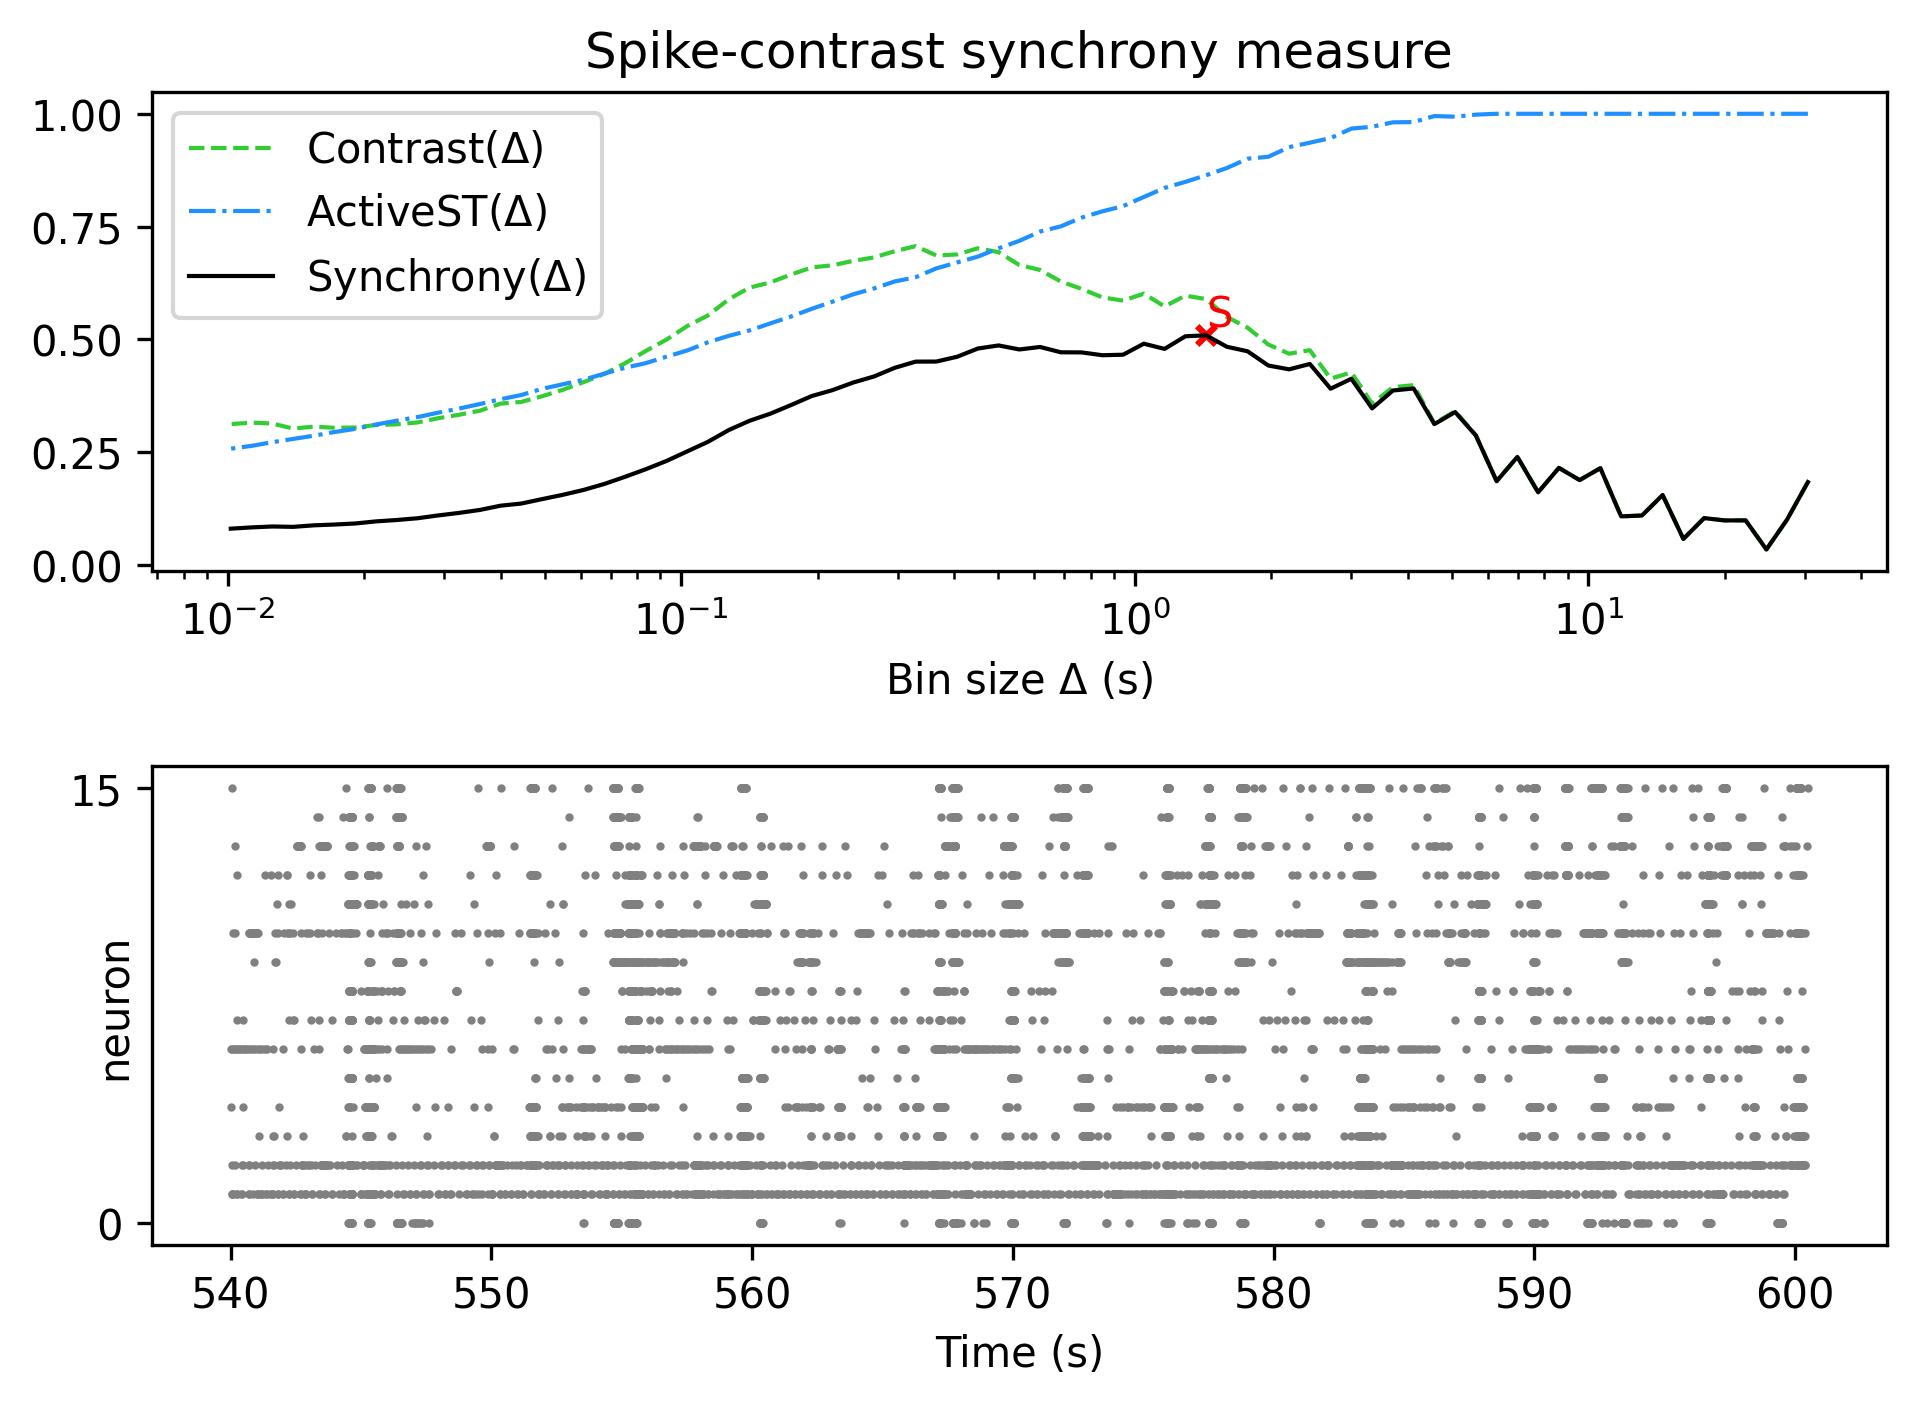 Spike-contrast synchrony measure
1.00
0.75
0.50
0.25
0.00
Contrast(Δ)
ActiveST(Δ)
Synchrony(Δ)
S
10⁻² 10⁻¹ 10⁰ 10¹
Bin size Δ (s)
15
0
neuron
540 550 560 570 580 590 600
Time (s)